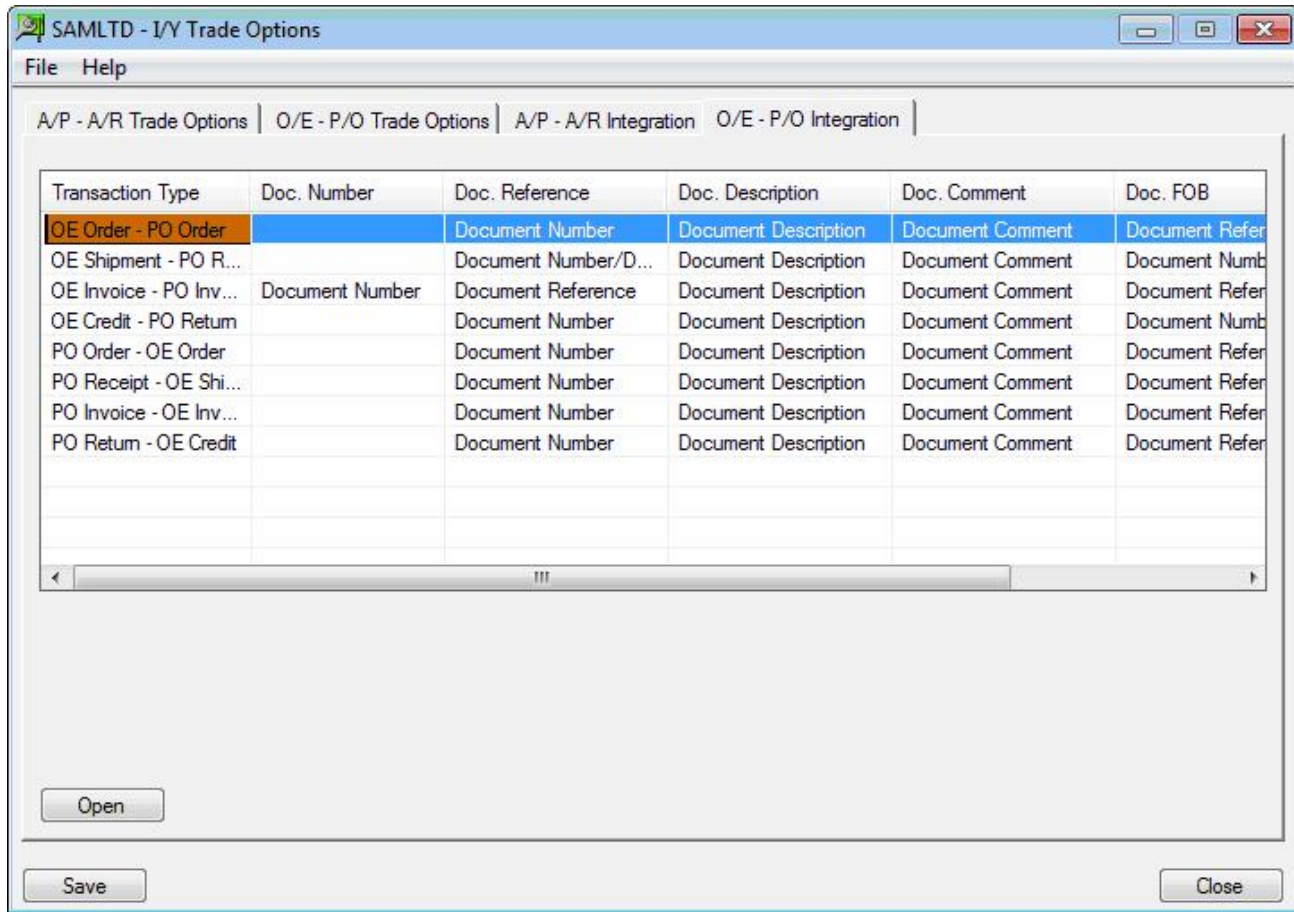 SAMLTD - I/Y Trade Options
File Help
A/P - A/R Trade Options O/E - P/O Trade Options A/P - A/R Integration O/E - P/O Integration
Transaction Type Doc. Number Doc. Reference Doc. Description Doc. Comment Doc. FOB
OE Order - PO Order Document Number Document Description Document Comment Document Refer
OE Shipment - PO R... Document Number/D... Document Description Document Comment Document Numb
OE Invoice - PO Inv... Document Number Document Reference Document Description Document Comment Document Refer
OE Credit - PO Return Document Number Document Description Document Comment Document Numb
PO Order - OE Order Document Number Document Description Document Comment Document Refer
PO Receipt - OE Shi... Document Number Document Description Document Comment Document Refer
PO Invoice - OE Inv... Document Number Document Description Document Comment Document Refer
PO Return - OE Credit Document Number Document Description Document Comment Document Refer
Open
Save Close